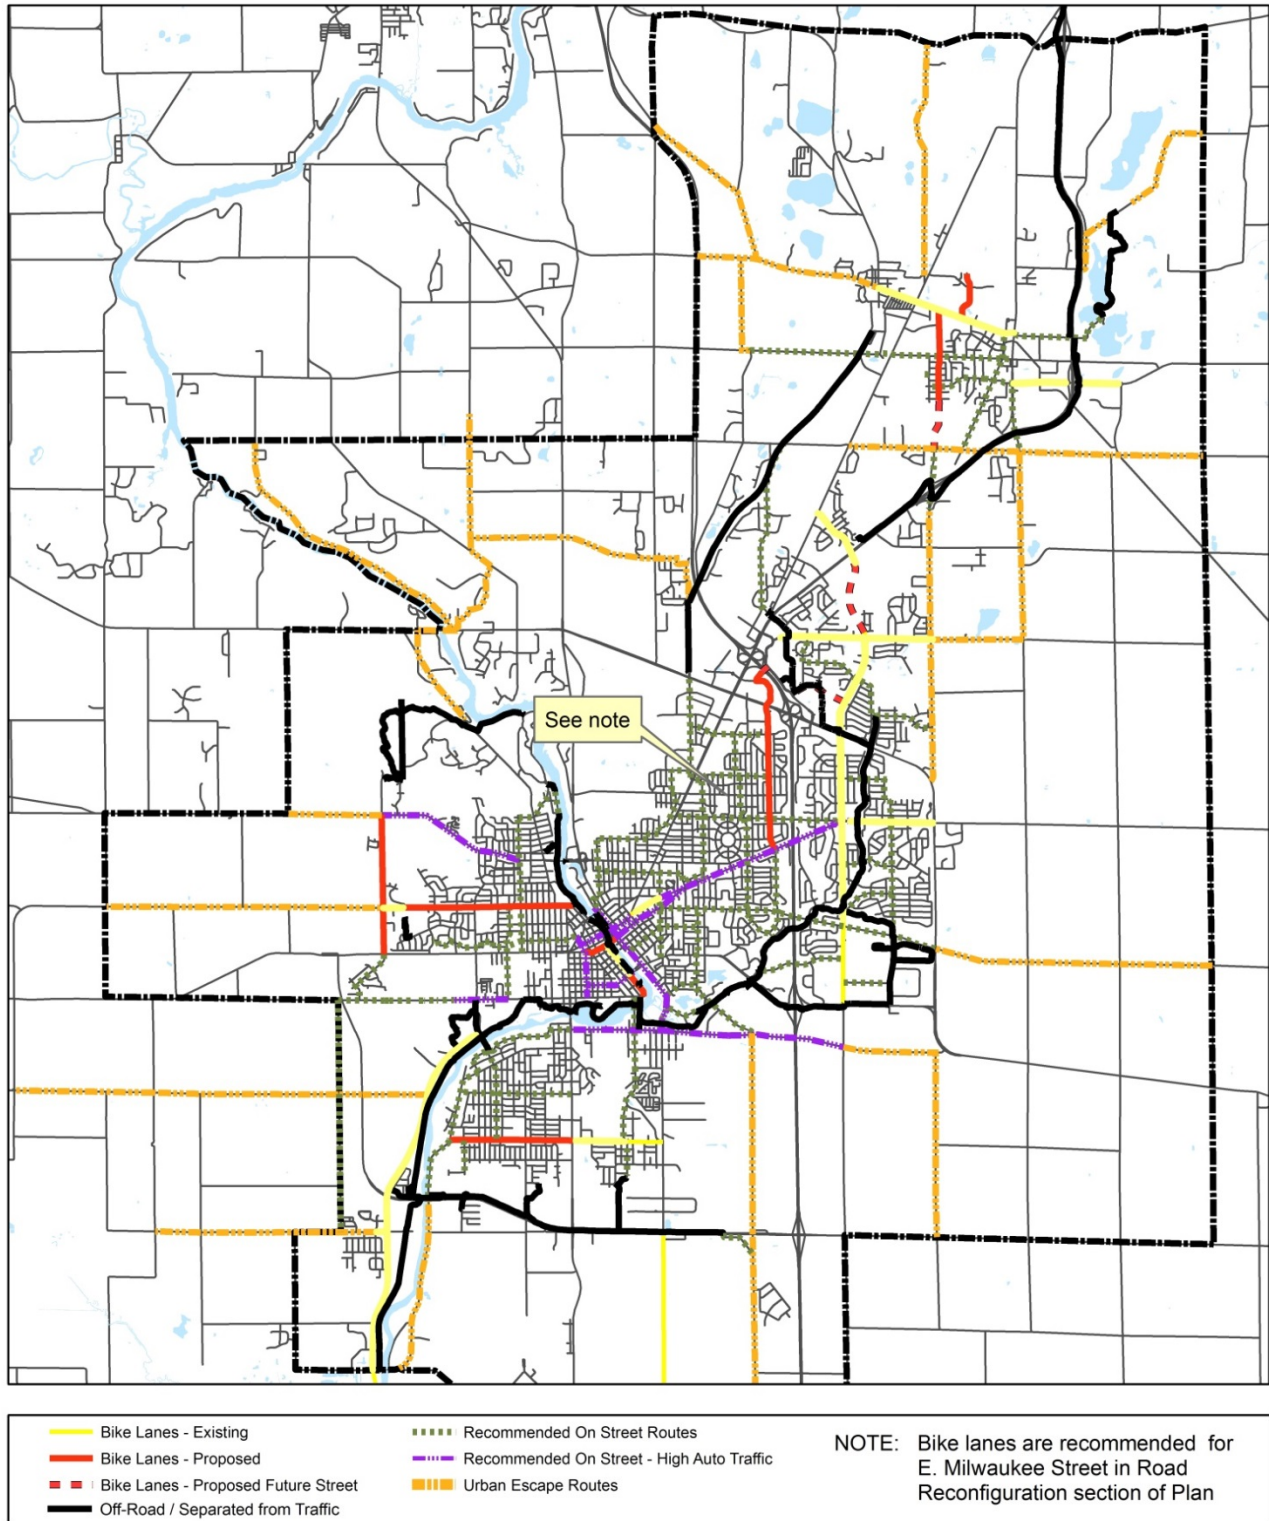 See note
Bike Lanes - Existing
Bike Lanes - Proposed
Bike Lanes - Proposed Future Street
Off-Road / Separated from Traffic
Recommended On Street Routes
Recommended On Street - High Auto Traffic
Urban Escape Routes
NOTE: Bike lanes are recommended for
E. Milwaukee Street in Road
Reconfiguration section of Plan